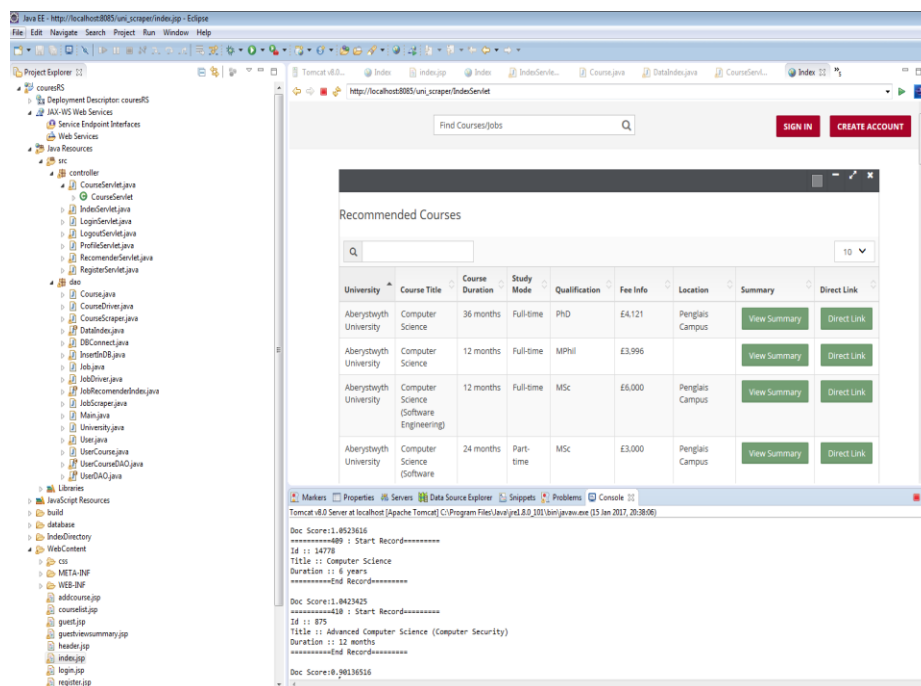 Java EE - http://localhost:8085/uni_scraper/index.jsp - Eclipse
File Edit Navigate Search Project Run Window Help
Project Explorer
couresRS
Deployment Descriptor: couresRS
JAX-WS Web Services
Service Endpoint Interfaces
Web Services
Java Resources
src
controller
CourseServlet.java
CourseServlet
IndexServlet.java
LoginServlet.java
LogoutServlet.java
ProfileServlet.java
RecomenderServlet.java
RegisterServlet.java
dao
Course.java
CourseDriver.java
CourseScraper.java
DataIndex.java
DBConnect.java
InsertInDB.java
Job.java
JobDriver.java
JobRecomenderIndex.java
JobScraper.java
Main.java
University.java
User.java
UserCourse.java
UserCourseDAO.java
UserDAO.java
Libraries
JavaScript Resources
build
database
IndexDirectory
WebContent
css
META-INF
WEB-INF
addcourse.jsp
courselist.jsp
guest.jsp
guestviewsummary.jsp
header.jsp
index.jsp
login.jsp
register.jsp
Tomcat v8.0... Index index.jsp Index IndexServle... Course.java DataIndex.java CourseServl... Index
http://localhost:8085/uni_scraper/IndexServlet
Find Courses/Jobs SIGN IN CREATE ACCOUNT
Recommended Courses
10
University Course Title Course Duration Study Mode Qualification Fee Info Location Summary Direct Link
Aberystwyth Computer 36 months Full-time PhD £4,121 Penglais View Summary Direct Link
University Science Campus
Aberystwyth Computer 12 months Full-time MPhil £3,996 View Summary Direct Link
University Science
Aberystwyth Computer 12 months Full-time MSc £6,000 Penglais View Summary Direct Link
University Science Campus
(Software
Engineering)
Aberystwyth Computer 24 months Part- MSc £3,000 Penglais View Summary Direct Link
University Science time Campus
(Software
Markers Properties Servers Data Source Explorer Snippets Problems Console
Tomcat v8.0 Server at localhost [Apache Tomcat] C:\Program Files\Java\jre1.8.0_101\bin\javaw.exe (15 Jan 2017, 20:38:06)
Doc Score:1.0523616
==========409 : Start Record=========
Id :: 14778
Title :: Computer Science
Duration :: 6 years
==========End Record=========
Doc Score:1.0423425
==========410 : Start Record=========
Id :: 875
Title :: Advanced Computer Science (Computer Security)
Duration :: 12 months
==========End Record=========
Doc Score:0.90136516